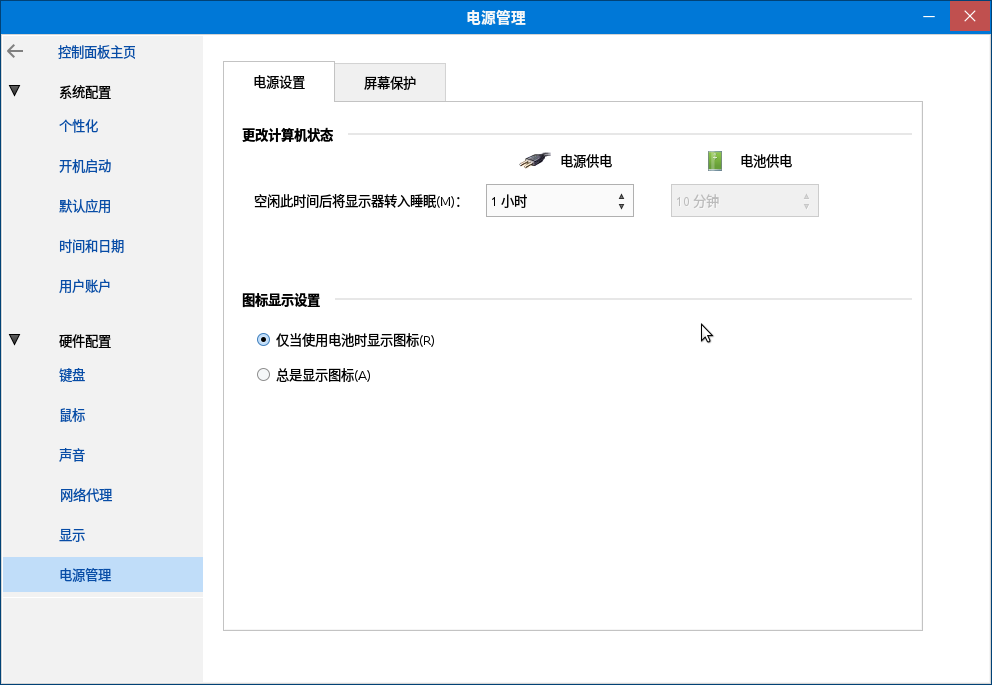 电源管理
控制面板主页
系统配置
个性化
开机启动
默认应用
时间和日期
用户账户
硬件配置
键盘
鼠标
声音
网络代理
显示
电源管理
电源设置
屏幕保护
更改计算机状态
电源供电
电池供电
空闲此时间后将显示器转入睡眠(M)：
1 小时
10 分钟
图标显示设置
仅当使用电池时显示图标(R)
总是显示图标(A)